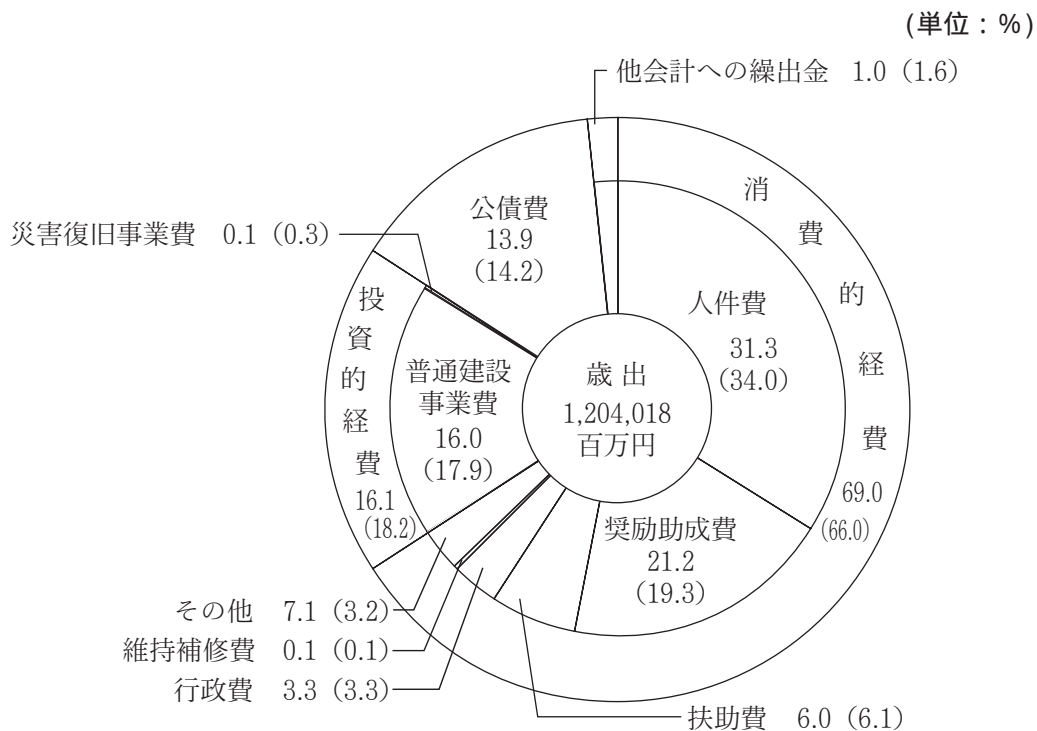 (単位：%)
他会計への繰出金 1.0（1.6）
消費的経費
69.0
(66.0)
公債費
13.9
(14.2)
災害復旧事業費 0.1（0.3）
人件費
31.3
(34.0)
投資的経費
16.1
(18.2)
普通建設
事業費
16.0
(17.9)
歳出
1,204,018
百万円
奨励助成費
21.2
(19.3)
その他 7.1（3.2）
維持補修費 0.1（0.1）
行政費 3.3（3.3）
扶助費 6.0（6.1）